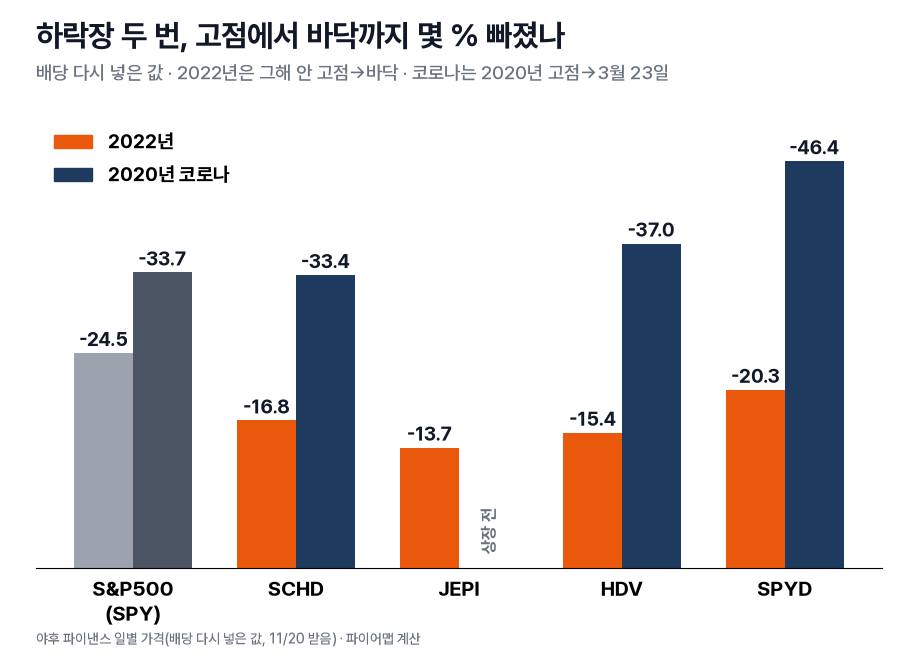 하락장 두 번, 고점에서 바닥까지 몇 % 빠졌나
배당 다시 넣은 값 · 2022년은 그해 안 고점→바닥 · 코로나는 2020년 고점→3월 23일
2022년
2020년 코로나
-24.5
-33.7
-16.8
-33.4
-13.7
상장 전
-15.4
-37.0
-20.3
-46.4
S&P500
(SPY)
SCHD
JEPI
HDV
SPYD
야후 파이낸스 일별 가격(배당 다시 넣은 값, 11/20 받음) · 파이어맵 계산